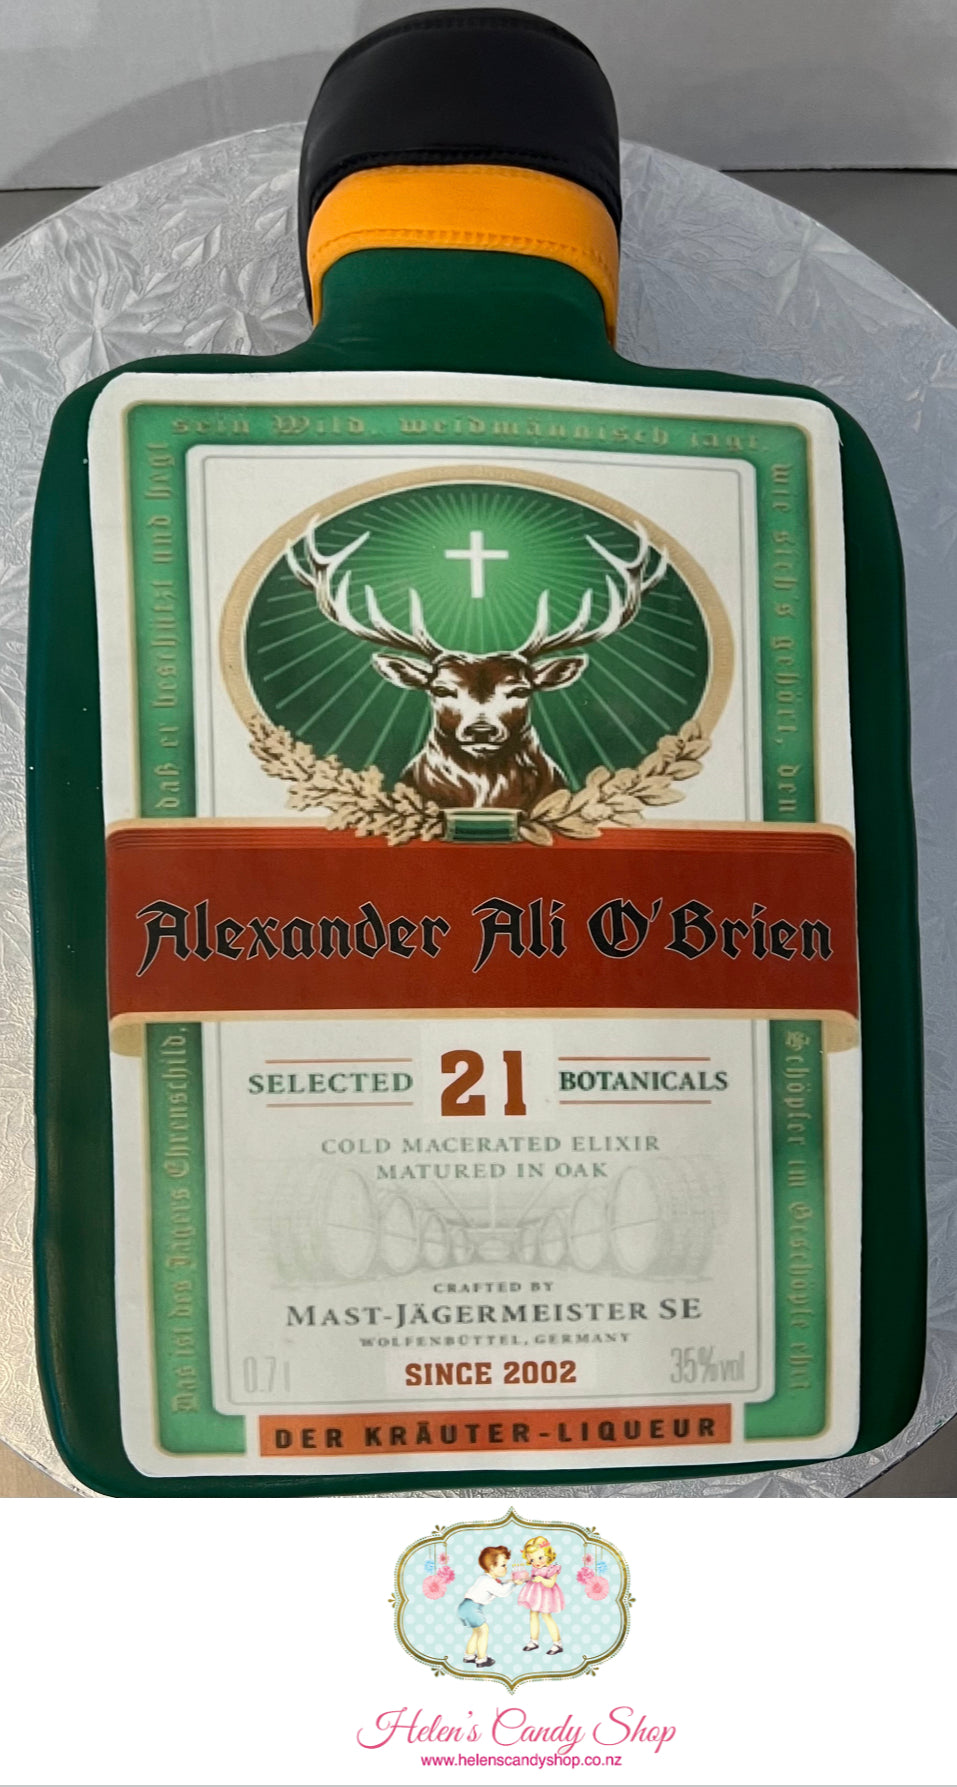 sein Wild, weidmännisch jagt,
wie sich's gehört, den
Schöpfer im Geschöpfe ehrt.
Das ist des Jägers Ehrenschild,
daß er beschützt und hegt
Alexander Ali O'Brien
SELECTED 21 BOTANICALS
COLD MACERATED ELIXIR
MATURED IN OAK
CRAFTED BY
MAST-JÄGERMEISTER SE
WOLFENBÜTTEL, GERMANY
0.7 l SINCE 2002 35%vol
DER KRÄUTER-LIQUEUR
Helen's Candy Shop
www.helenscandyshop.co.nz